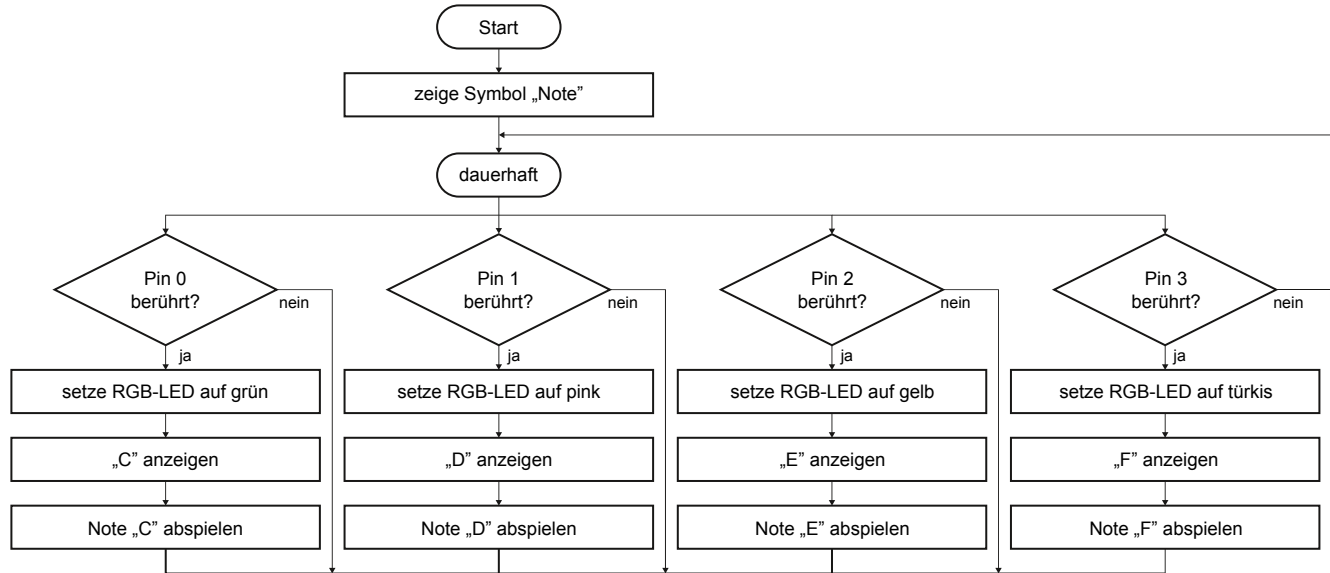 Start
zeige Symbol „Note”
dauerhaft
Pin 0
berührt?
nein
ja
Pin 1
berührt?
nein
ja
Pin 2
berührt?
nein
ja
Pin 3
berührt?
nein
ja
setze RGB-LED auf grün
setze RGB-LED auf pink
setze RGB-LED auf gelb
setze RGB-LED auf türkis
„C” anzeigen
„D” anzeigen
„E” anzeigen
„F” anzeigen
Note „C” abspielen
Note „D” abspielen
Note „E” abspielen
Note „F” abspielen